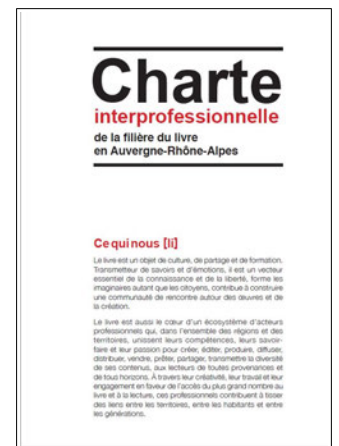 Charte
interprofessionnelle
de la filière du livre
en Auvergne-Rhône-Alpes
Ce qui nous [li]
Le livre est un objet de culture, de partage et de formation.
Transmetteur de savoirs et d'émotions, il est un vecteur
essentiel de la connaissance et de la liberté, forme les
imaginaires autant que les citoyens, contribue à construire
une communauté de rencontre autour des œuvres et de
la création.
Le livre est aussi le cœur d'un écosystème d'acteurs
professionnels qui, dans l'ensemble des régions et des
territoires, unissent leurs compétences, leurs savoir-
faire et leur passion pour créer, éditer, produire, diffuser,
distribuer, vendre, prêter, partager, transmettre la diversité
de ses contenus, aux lecteurs de toutes provenances et
de tous horizons. À travers leur créativité, leur travail et leur
engagement en faveur de l'accès du plus grand nombre au
livre et à la lecture, ces professionnels contribuent à tisser
des liens entre les territoires, entre les habitants et entre
les générations.